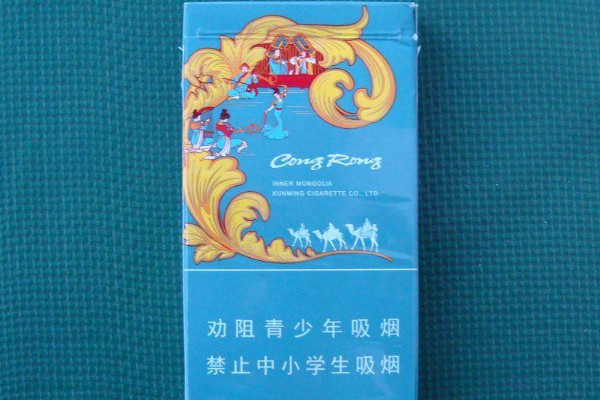 Cong Rong
INNER MONGOLIA
KUNMING CIGARETTE CO., LTD
劝阻青少年吸烟
禁止中小学生吸烟